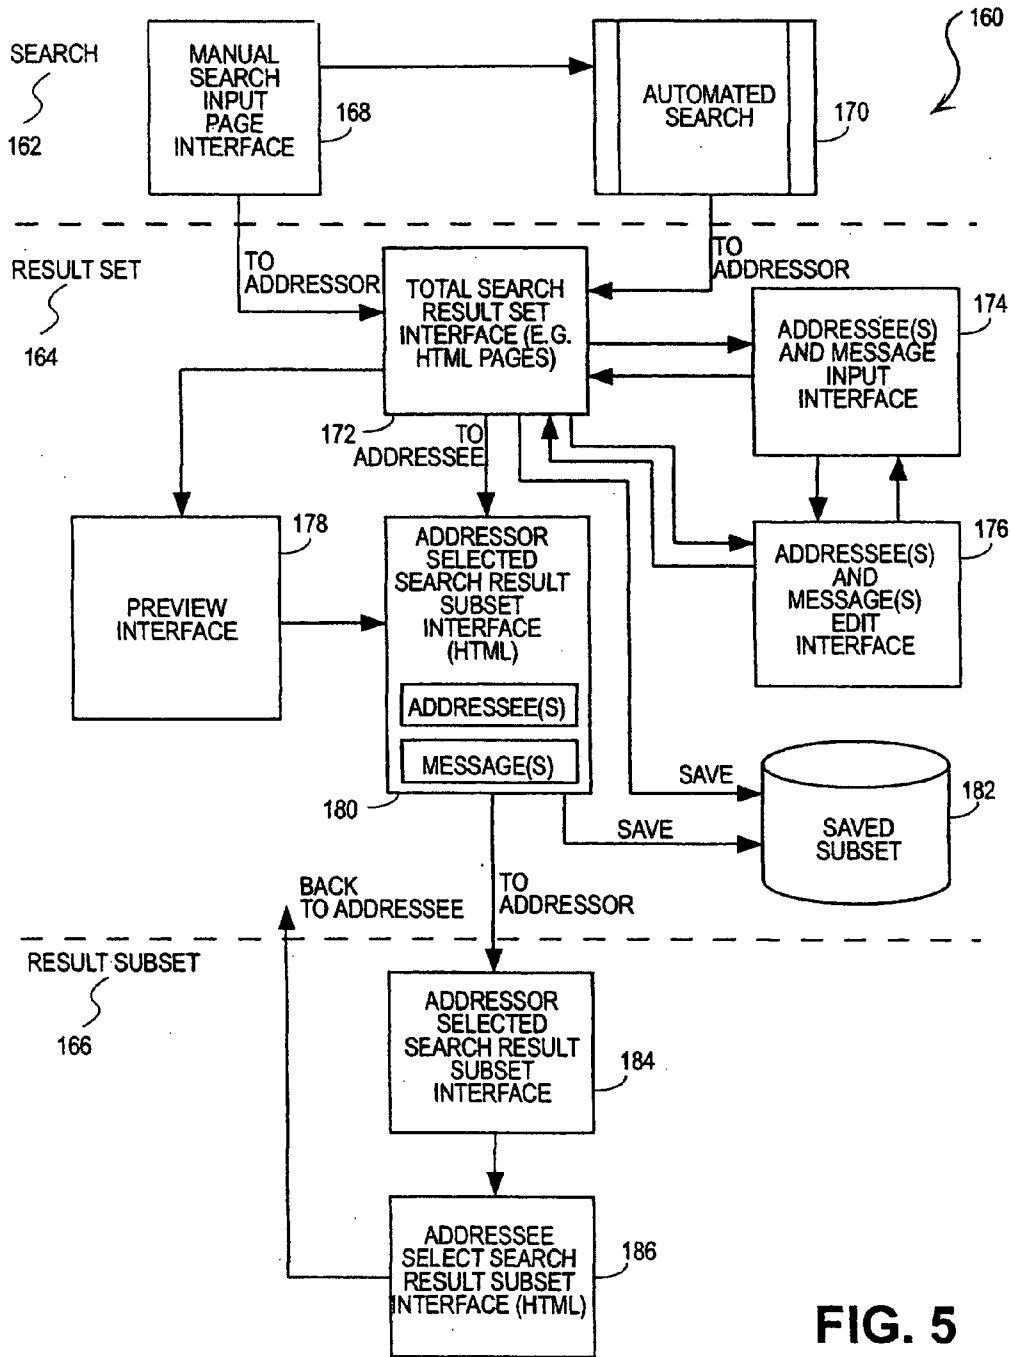 160
SEARCH
162
MANUAL
SEARCH
INPUT
PAGE
INTERFACE
168
AUTOMATED
SEARCH
170
RESULT SET
164
TO
ADDRESSOR
TO
ADDRESSOR
TOTAL SEARCH
RESULT SET
INTERFACE (E.G.
HTML PAGES)
172
ADDRESSEE(S)
AND MESSAGE
INPUT
INTERFACE
174
TO
ADDRESSEE
PREVIEW
INTERFACE
178
ADDRESSOR
SELECTED
SEARCH RESULT
SUBSET
INTERFACE
(HTML)
ADDRESSEE(S)
MESSAGE(S)
180
ADDRESSEE(S)
AND
MESSAGE(S)
EDIT
INTERFACE
176
SAVE
SAVE
SAVED
SUBSET
182
BACK
TO ADDRESSEE
TO
ADDRESSOR
RESULT SUBSET
166
ADDRESSOR
SELECTED
SEARCH RESULT
SUBSET
INTERFACE
184
ADDRESSEE
SELECT SEARCH
RESULT SUBSET
INTERFACE (HTML)
186
FIG. 5